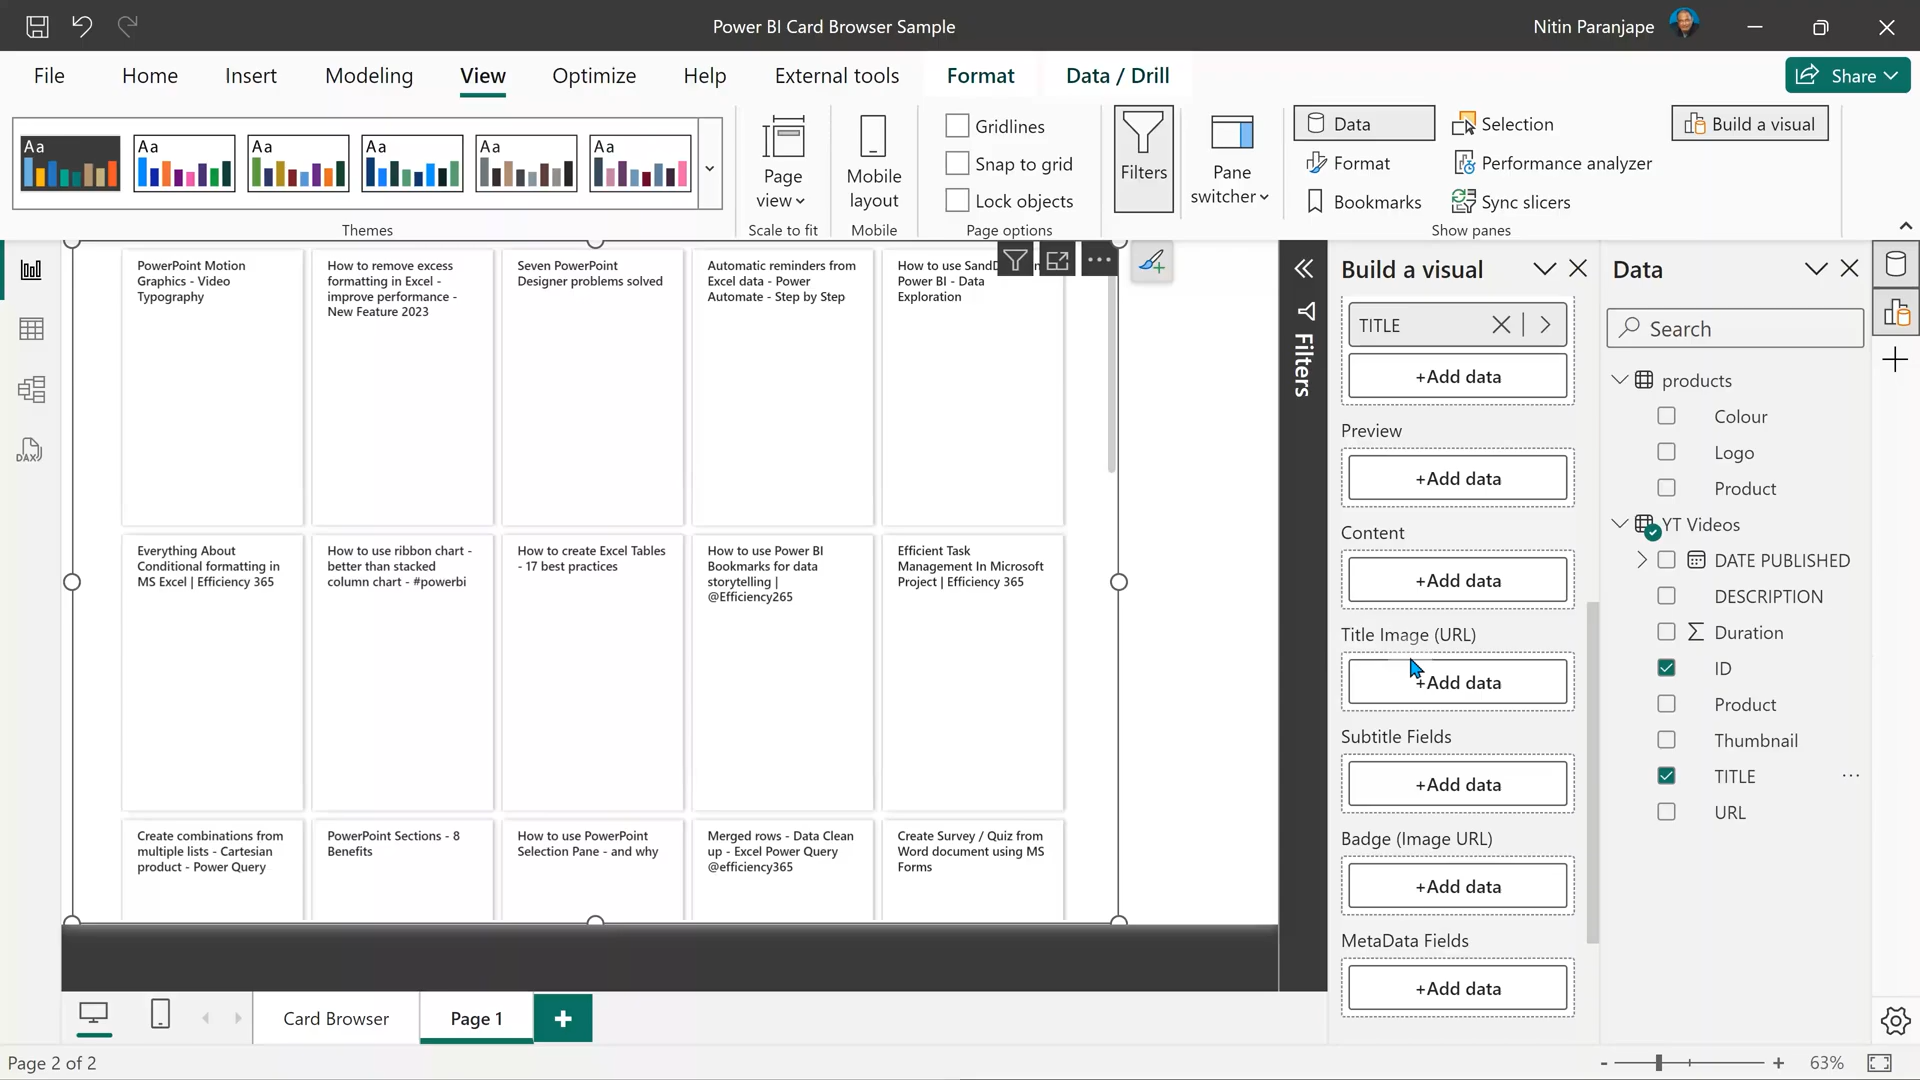 Power BI Card Browser Sample
Nitin Paranjape
File
Home
Insert
Modeling
View
Optimize
Help
External tools
Format
Data / Drill
Share
Aa
Aa
Aa
Aa
Aa
Aa
Themes
Page
view
Scale to fit
Mobile
layout
Mobile
Gridlines
Snap to grid
Lock objects
Page options
Filters
Pane
switcher
Data
Format
Bookmarks
Selection
Performance analyzer
Sync slicers
Show panes
Build a visual
DAX
PowerPoint Motion
Graphics - Video
Typography
How to remove excess
formatting in Excel -
improve performance -
New Feature 2023
Seven PowerPoint
Designer problems solved
Automatic reminders from
Excel data - Power
Automate - Step by Step
How to use
Power BI - Data
Exploration
Everything About
Conditional formatting in
MS Excel | Efficiency 365
How to use ribbon chart -
better than stacked
column chart - #powerbi
How to create Excel Tables
- 17 best practices
How to use Power BI
Bookmarks for data
storytelling |
@Efficiency265
Efficient Task
Management In Microsoft
Project | Efficiency 365
Create combinations from
multiple lists - Cartesian
product - Power Query
PowerPoint Sections - 8
Benefits
How to use PowerPoint
Selection Pane - and why
Merged rows - Data Clean
up - Excel Power Query
@efficiency365
Create Survey / Quiz from
Word document using MS
Forms
Filters
Build a visual
TITLE
+Add data
Preview
+Add data
Content
+Add data
Title Image (URL)
+Add data
Subtitle Fields
+Add data
Badge (Image URL)
+Add data
MetaData Fields
+Add data
Data
Search
products
Colour
Logo
Product
YT Videos
DATE PUBLISHED
DESCRIPTION
Duration
ID
Product
Thumbnail
TITLE
URL
Card Browser
Page 1
Page 2 of 2
- + 63%